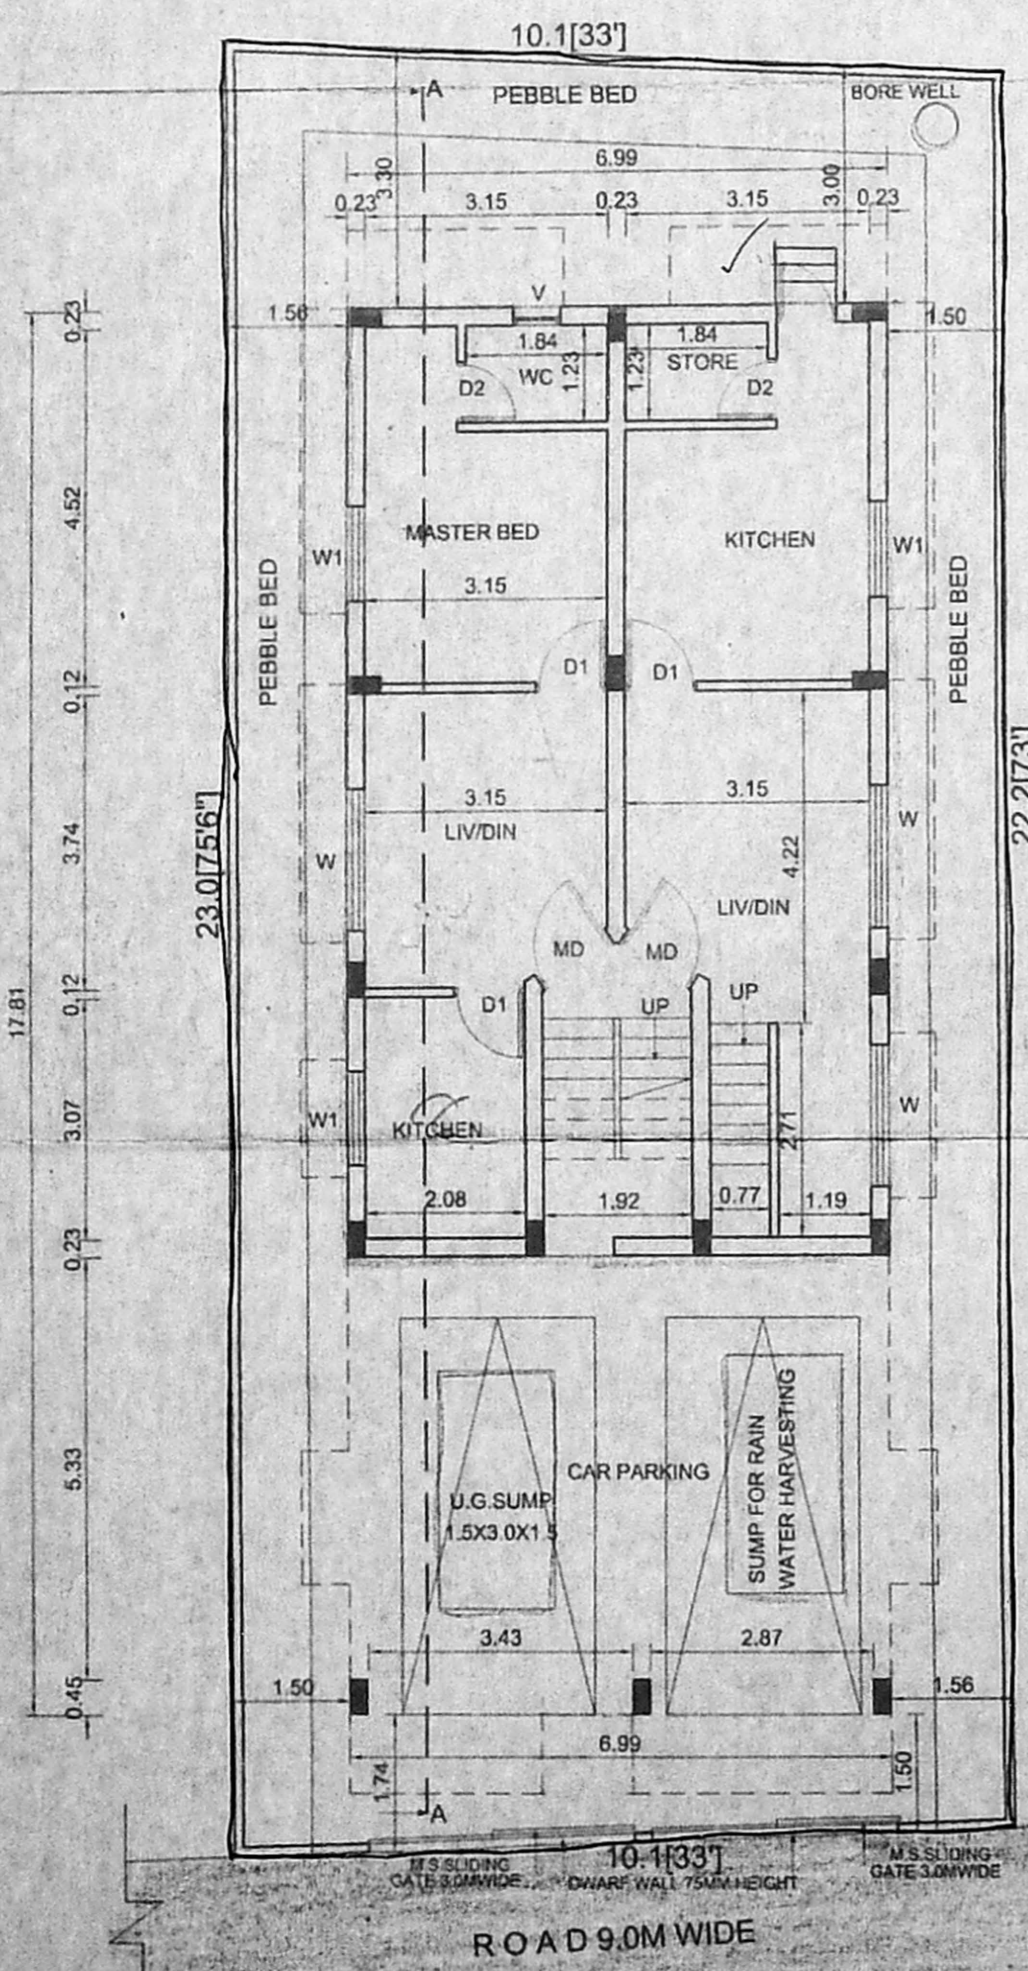 10.1[33']
A
PEBBLE BED
BORE WELL
6.99
3.30
3.00
0.23
3.15
0.23
3.15
0.23
V
0.23
1.56
1.50
1.84
1.84
WC
1.23
1.23
STORE
D2
D2
4.52
MASTER BED
KITCHEN
W1
W1
PEBBLE BED
PEBBLE BED
3.15
D1
D1
0.12
22.2[73']
3.15
3.15
LIV/DIN
W
W
23.0[75'6"]
3.74
4.22
LIV/DIN
MD
MD
17.81
0.12
D1
UP
UP
3.07
W1
KITCHEN
W
2.71
2.08
1.92
0.77
1.19
0.23
5.33
CAR PARKING
U.G.SUMP
1.5X3.0X1.5
SUMP FOR RAIN
WATER HARVESTING
3.43
2.87
0.45
1.50
1.56
6.99
1.74
1.50
A
10.1[33']
M.S.SLIDING
GATE 3.0MWIDE
DWARF WALL 75MM HEIGHT
M.S.SLIDING
GATE 3.0MWIDE
ROAD 9.0M WIDE